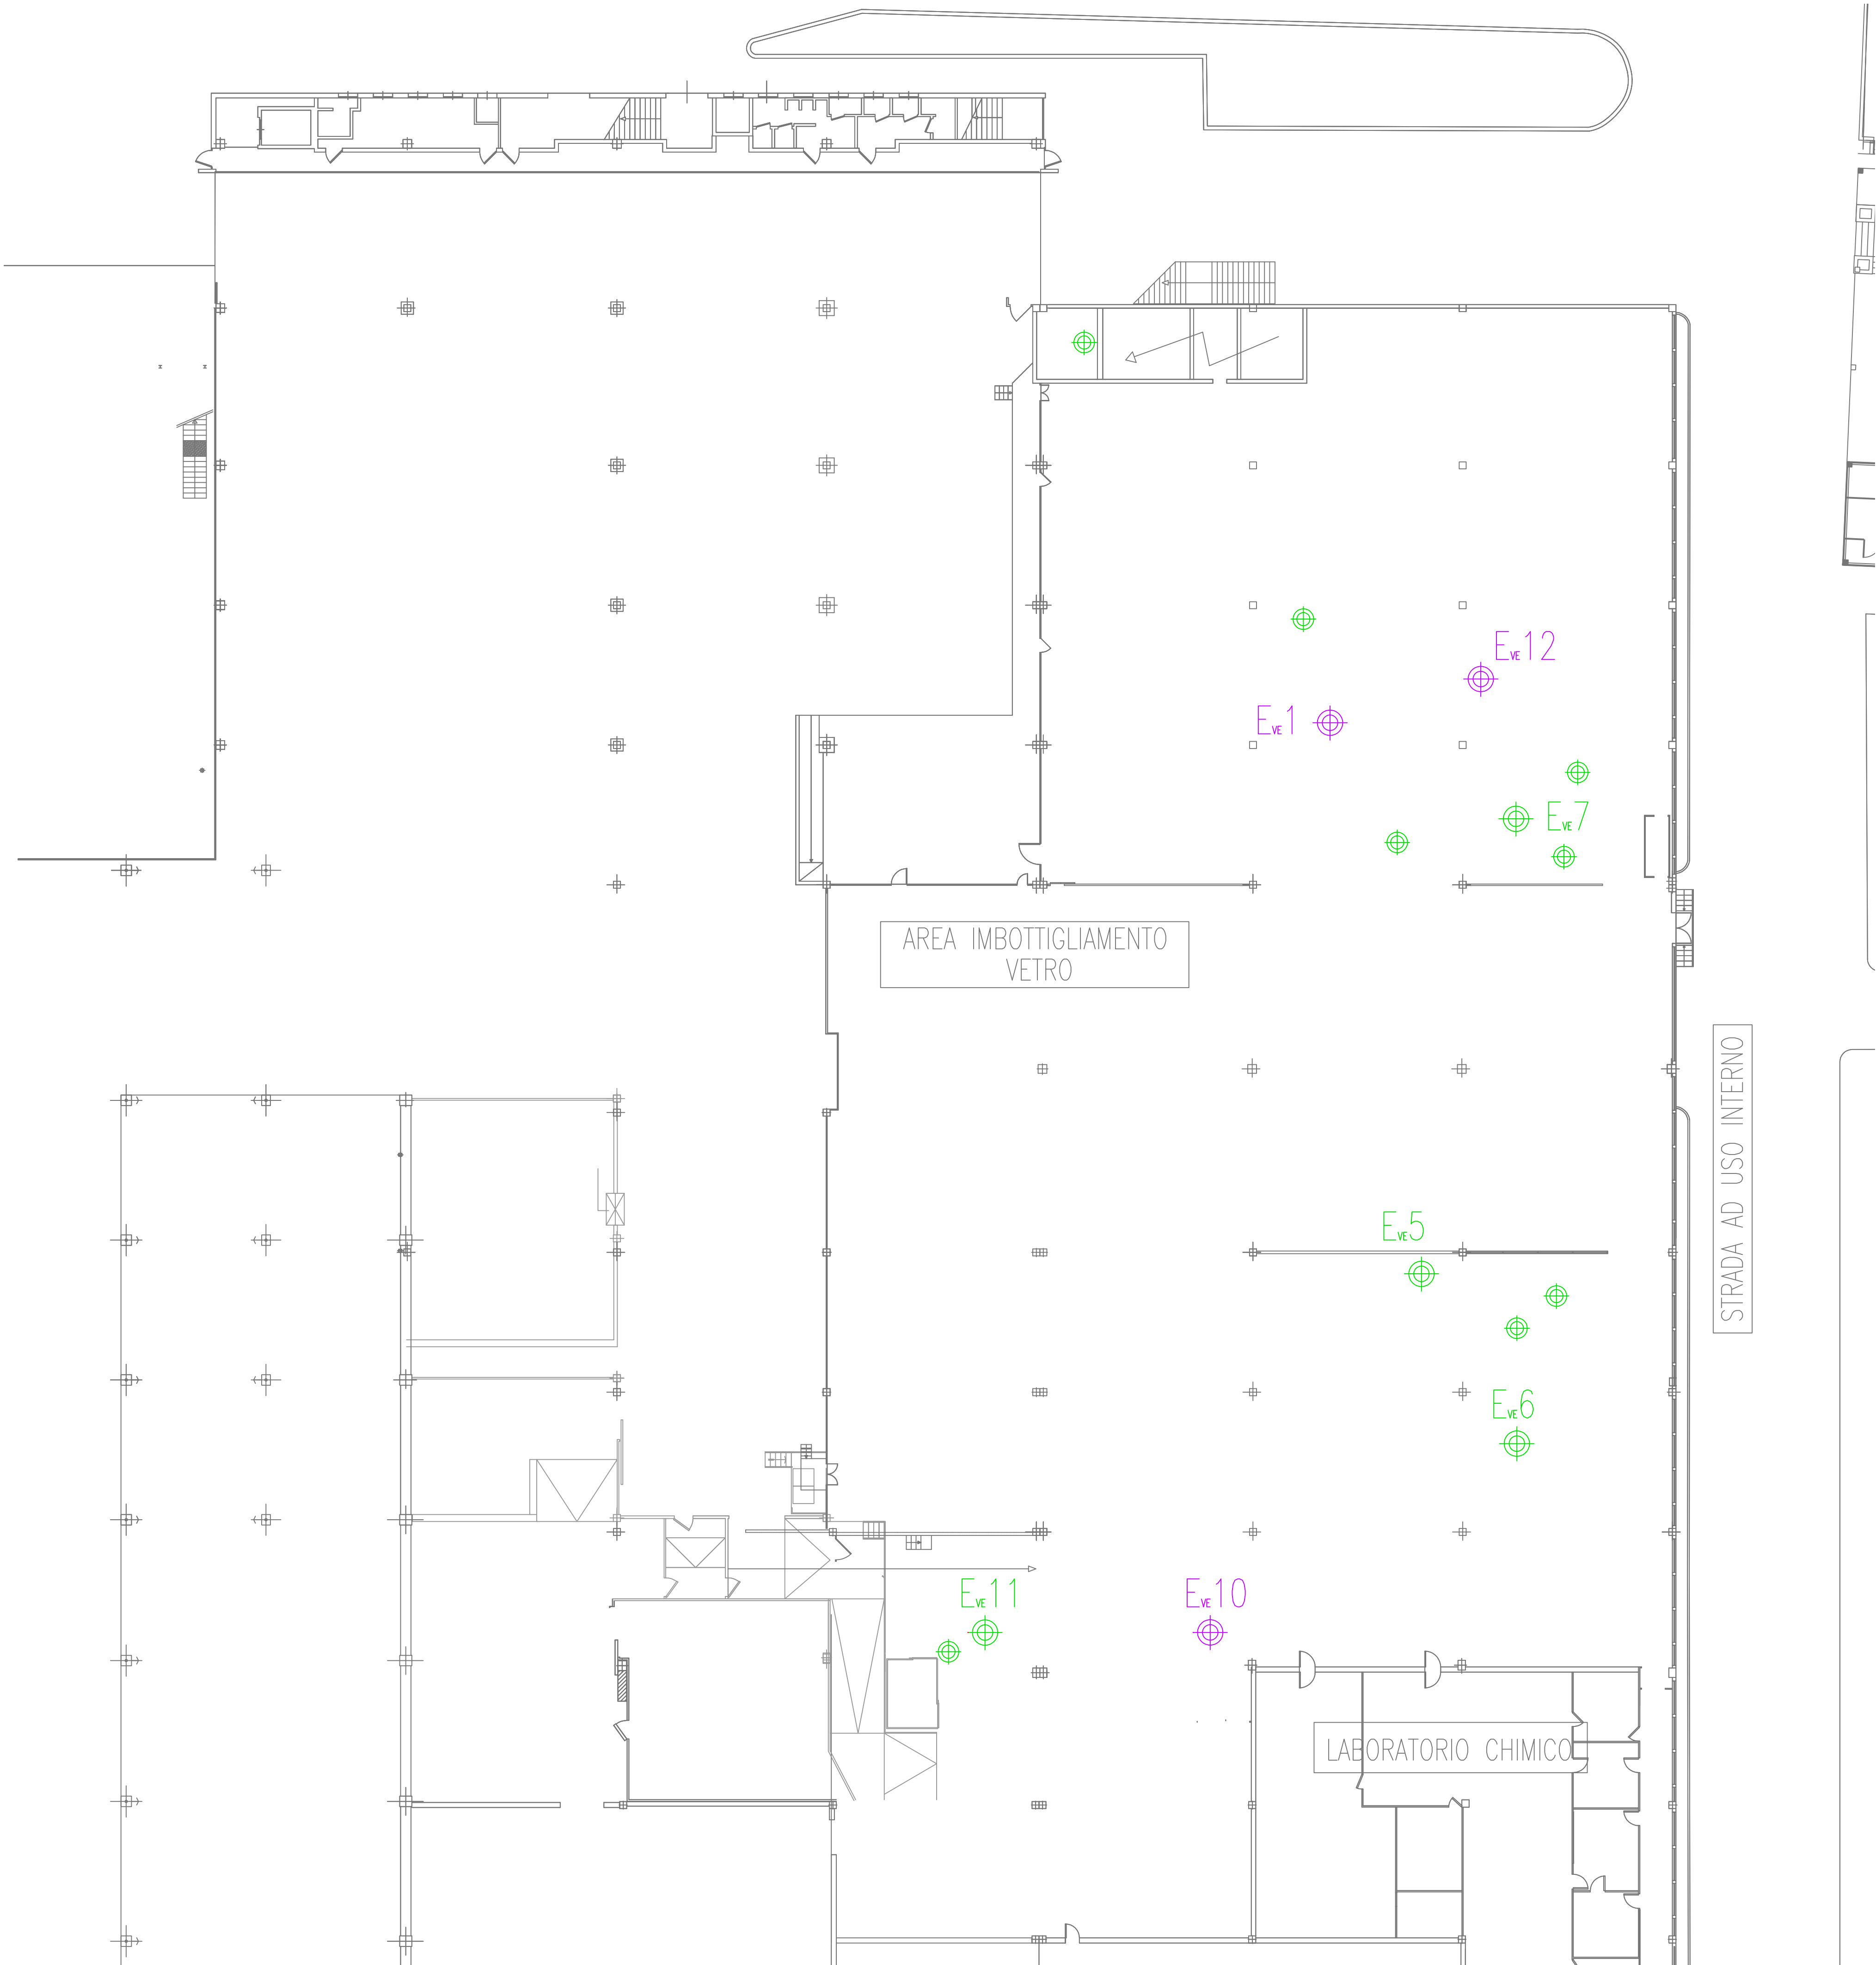 EVE12
EVE1
EVE7
AREA IMBOTTIGLIAMENTO
VETRO
STRADA AD USO INTERNO
EVE5
EVE6
EVE11
EVE10
LABORATORIO CHIMICO